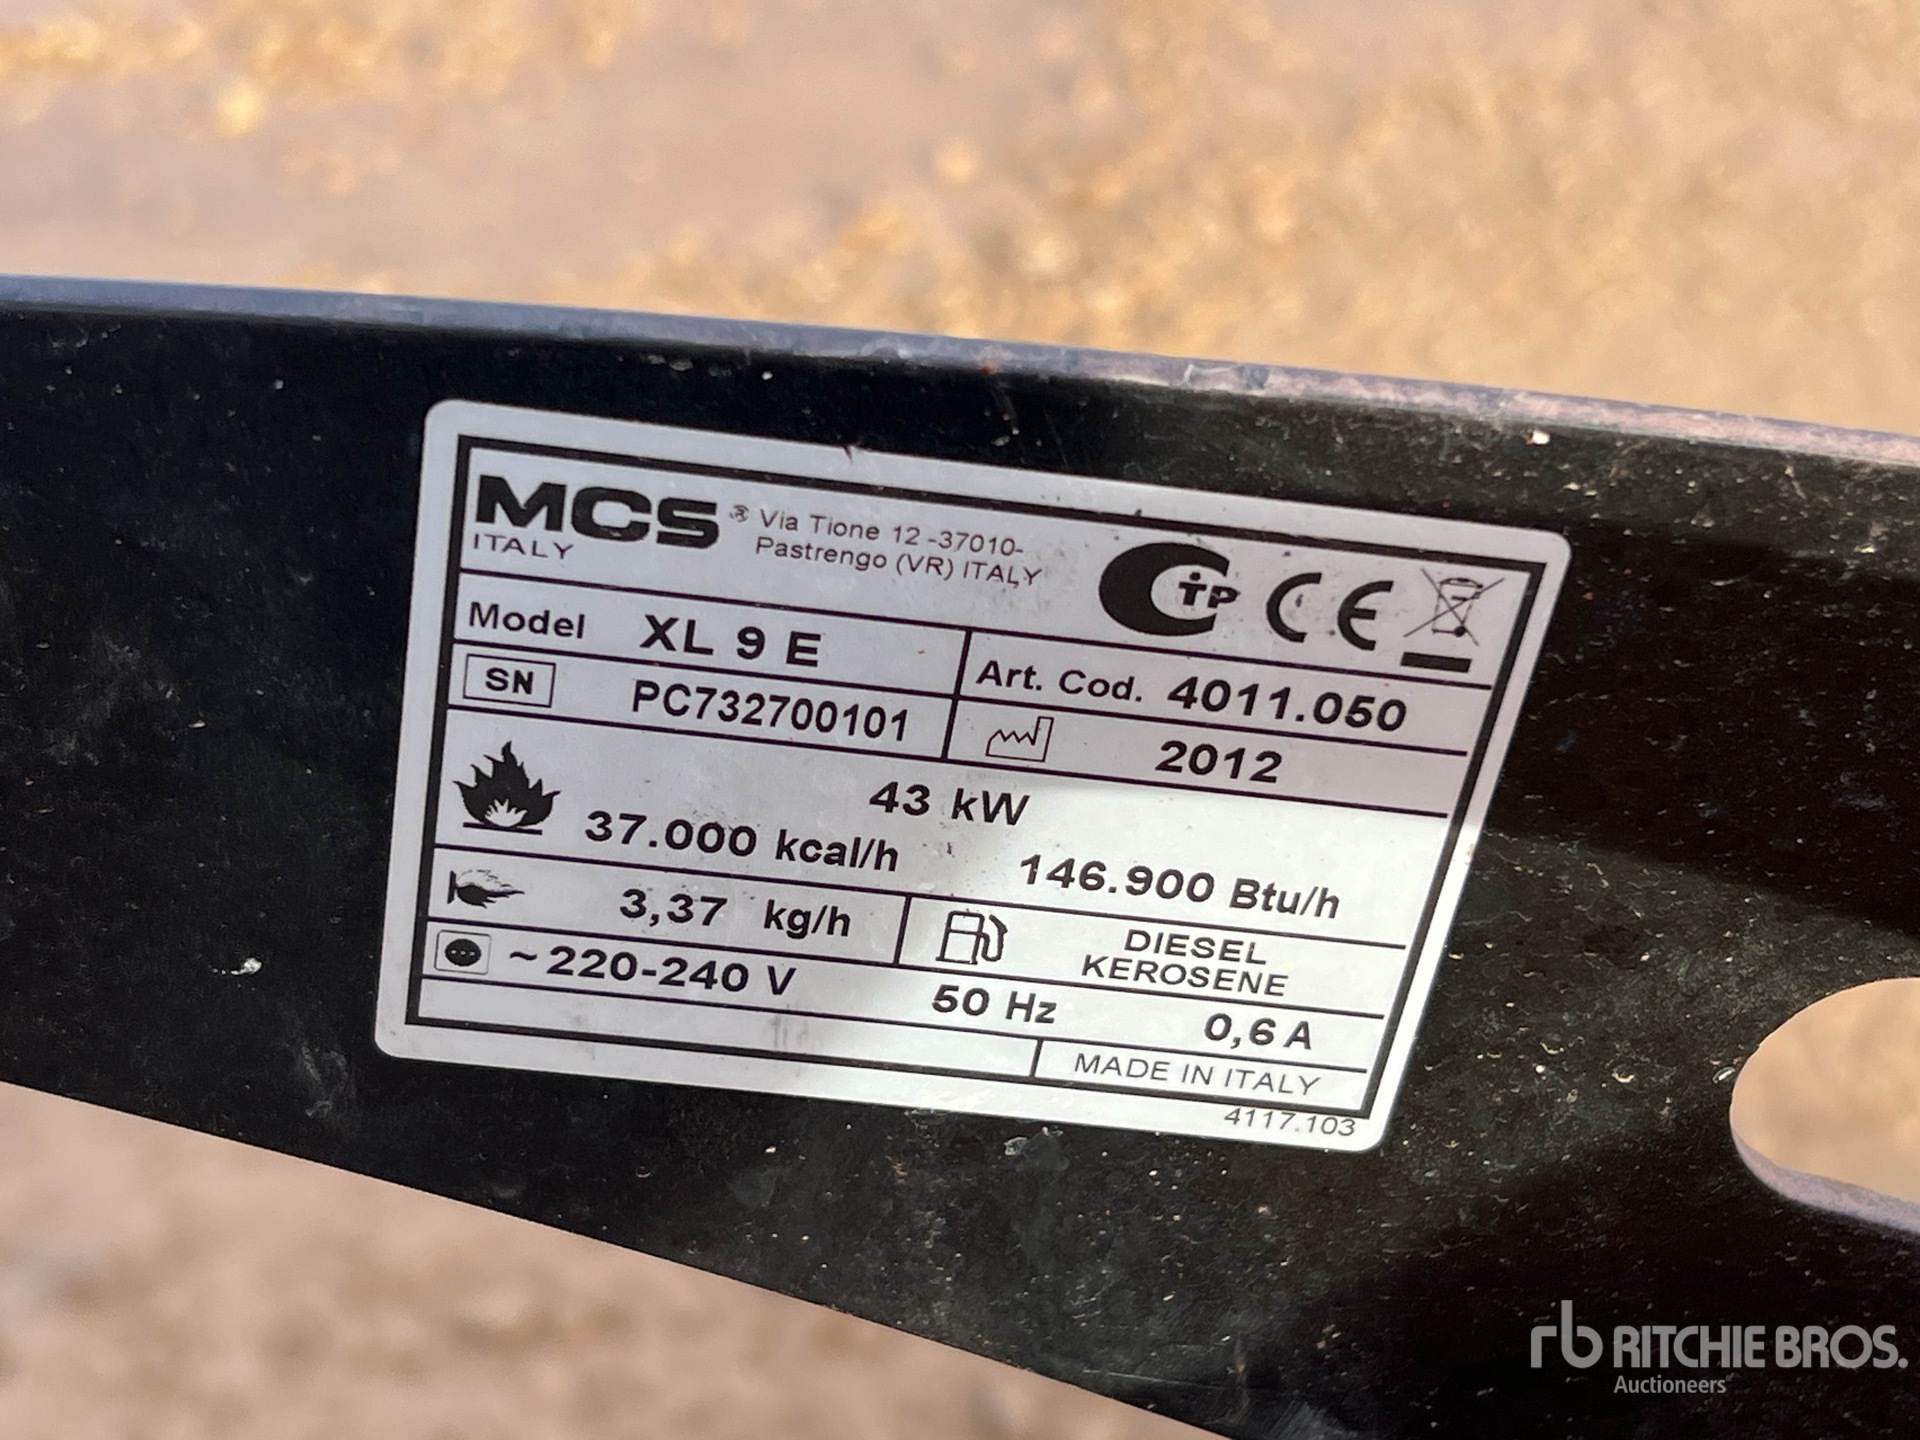 MCS ® Via Tione 12 -37010-
ITALY Pastrengo (VR) ITALY
CTP CE
Model XL 9 E Art. Cod. 4011.050
SN PC732700101 2012
43 kW
37.000 kcal/h 146.900 Btu/h
3,37 kg/h DIESEL
KEROSENE
~220-240 V 50 Hz 0,6 A
MADE IN ITALY
4117.103
rb RITCHIE BROS.
Auctioneers